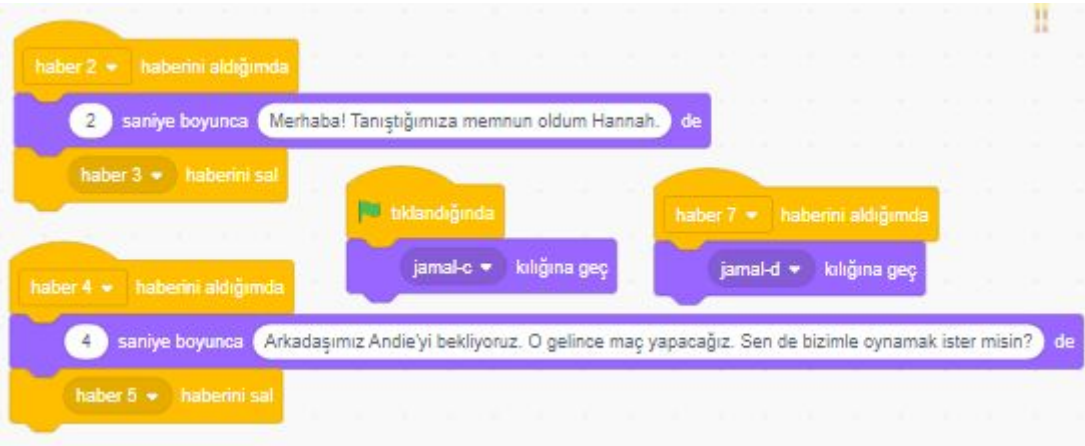 haber 2 haberini aldığımda
2 saniye boyunca Merhaba! Tanıştığımıza memnun oldum Hannah. de
haber 3 haberini sal
tıklandığında
jamal-c kılığına geç
haber 7 haberini aldığımda
jamal-d kılığına geç
haber 4 haberini aldığımda
4 saniye boyunca Arkadaşımız Andie'yi bekliyoruz. O gelince maç yapacağız. Sen de bizimle oynamak ister misin? de
haber 5 haberini sal